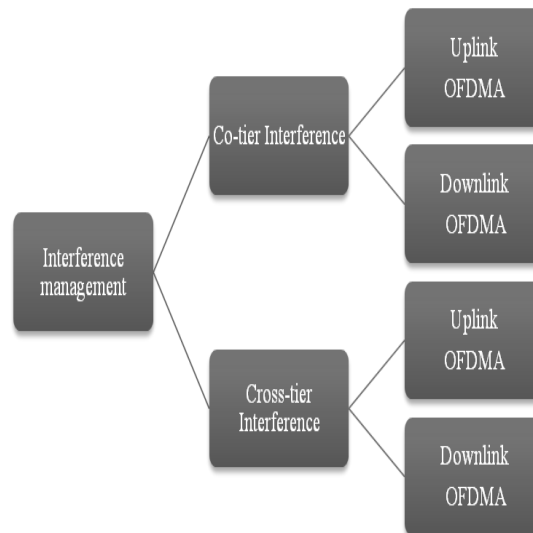 Interference
management
Co-tier Interference
Cross-tier
Interference
Uplink
OFDMA
Downlink
OFDMA
Uplink
OFDMA
Downlink
OFDMA